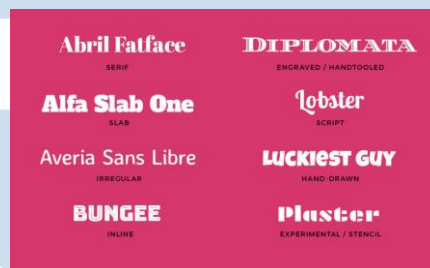 Abril Fatface
SERIF
DIPLOMATA
ENGRAVED / HANDTOOLED
Alfa Slab One
SLAB
Lobster
SCRIPT
Averia Sans Libre
IRREGULAR
LUCKIEST GUY
HAND-DRAWN
BUNGEE
INLINE
Plaster
EXPERIMENTAL / STENCIL